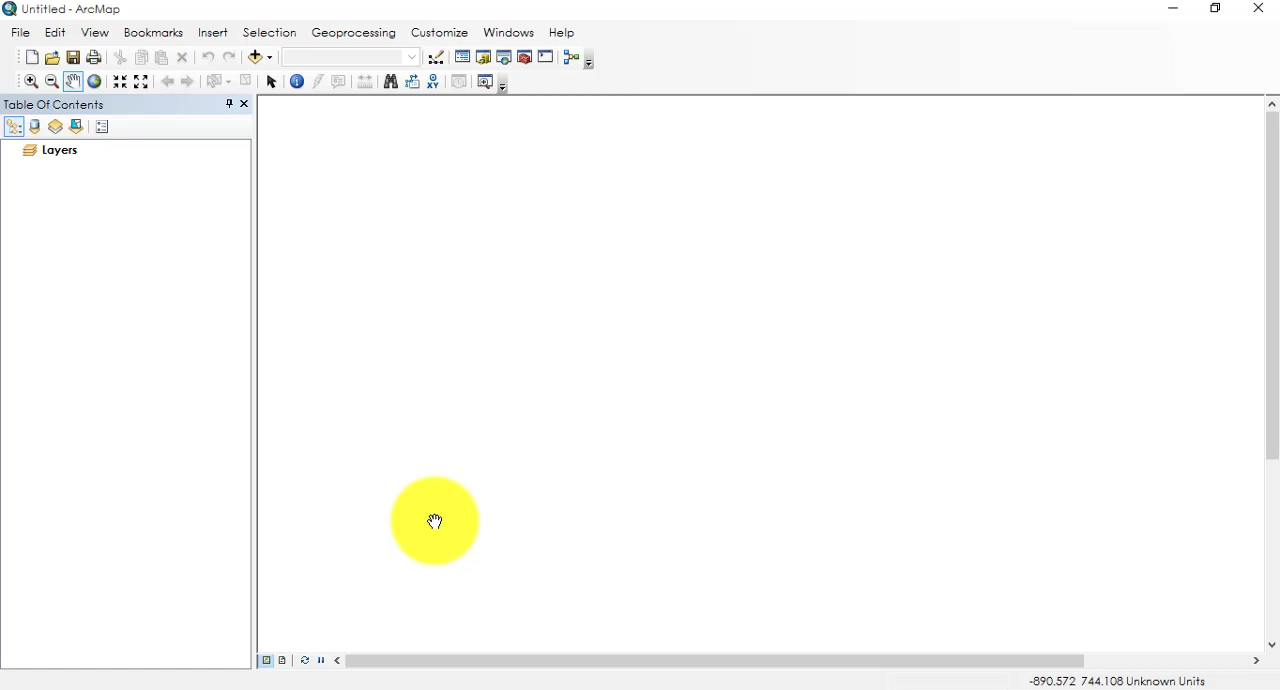 Untitled - ArcMap
File Edit View Bookmarks Insert Selection Geoprocessing Customize Windows Help
XY
Table Of Contents
Layers
-890.572 744.108 Unknown Units